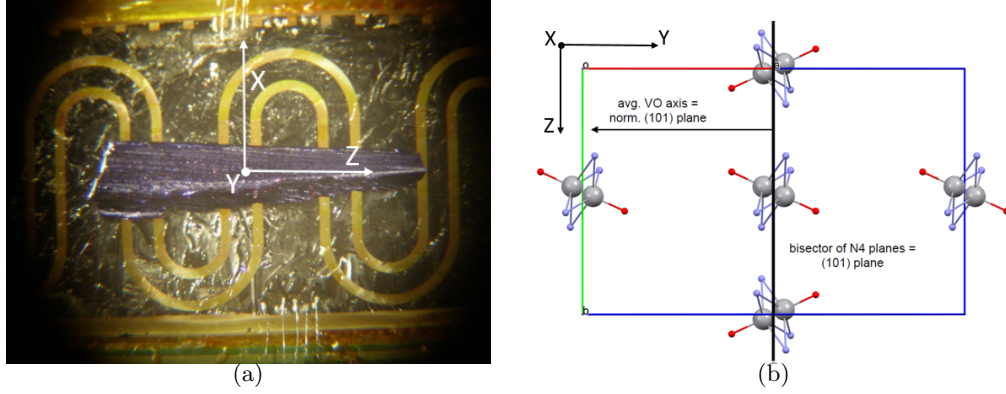 X
Z
Y
(a)
X
Y
Z
o
a
avg. VO axis =
norm. (101) plane
bisector of N4 planes =
(101) plane
b
(b)